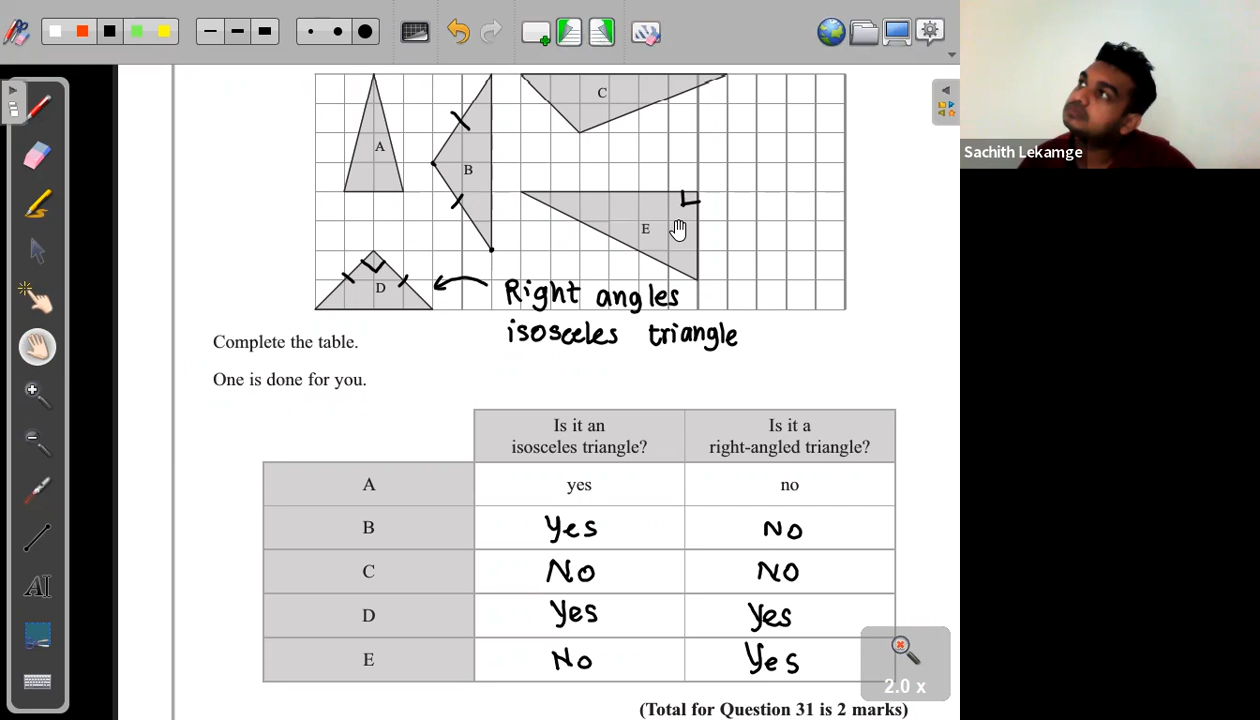 Sachith Lekamge
C
A
B
E
D
Right angles
isosceles triangle
Complete the table.
One is done for you.
Is it an isosceles triangle?
Is it a right-angled triangle?
A yes no
B Yes No
C No No
D Yes Yes
E No Yes
2.0 x
(Total for Question 31 is 2 marks)
AI